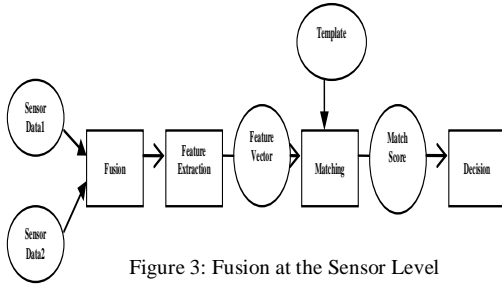 Template
Sensor
Data1
Fusion
Feature
Extraction
Feature
Vector
Matching
Match
Score
Decision
Sensor
Data2
Figure 3: Fusion at the Sensor Level